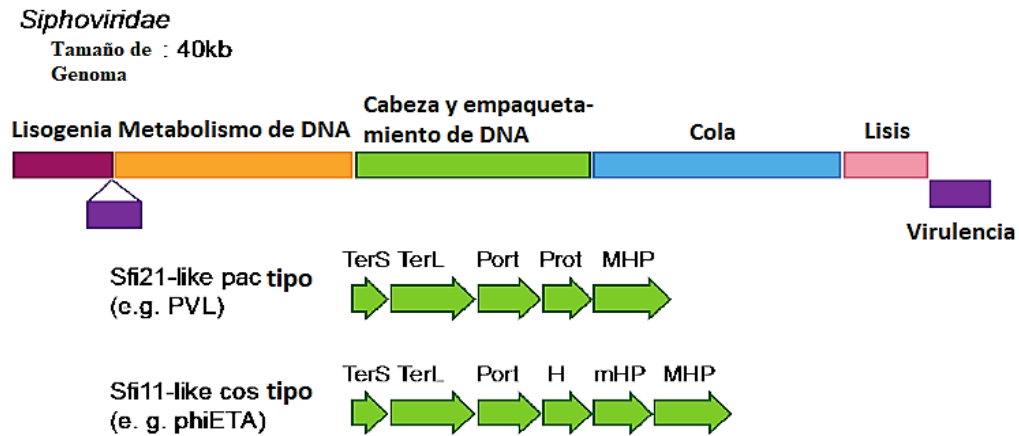 Siphoviridae
Tamaño de : 40kb
Genoma
Cabeza y empaqueta-
Lisogenia Metabolismo de DNA miento de DNA Cola Lisis
Virulencia
TerS TerL Port Prot MHP
Sfi21-like pac tipo
(e.g. PVL)
TerS TerL Port H mHP MHP
Sfi11-like cos tipo
(e. g. phiETA)